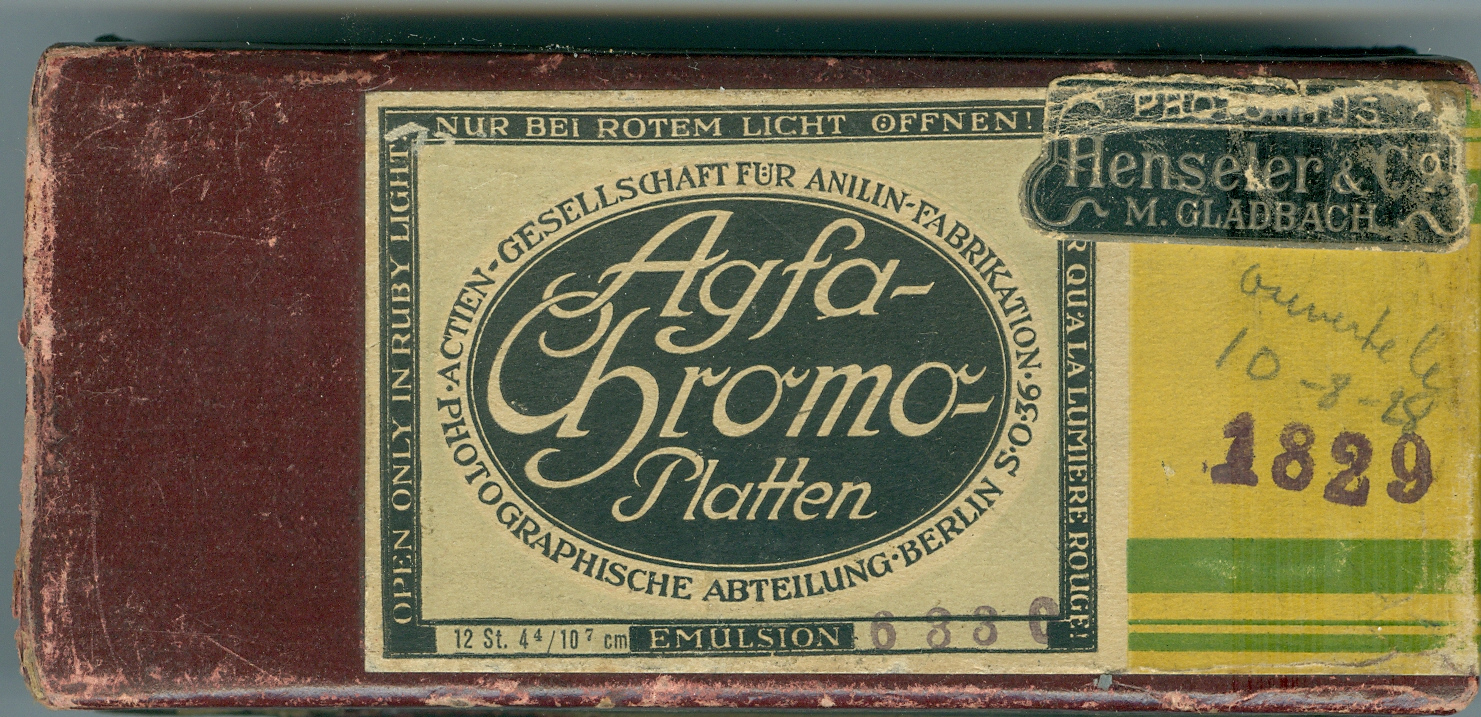 NUR BEI ROTEM LICHT ÖFFNEN!
OPEN ONLY IN RUBY LIGHT!
R QU'A LA LUMIERE ROUGE!
ACTIEN-GESELLSCHAFT FÜR ANILIN-FABRIKATION·
PHOTOGRAPHISCHE ABTEILUNG·BERLIN S·O·36·
Agfa-
Chromo-
Platten
12 St. 4⁴/10⁷ cm EMULSION 6330
Henseler & Co.
M. GLADBACH
10-8-28
1829